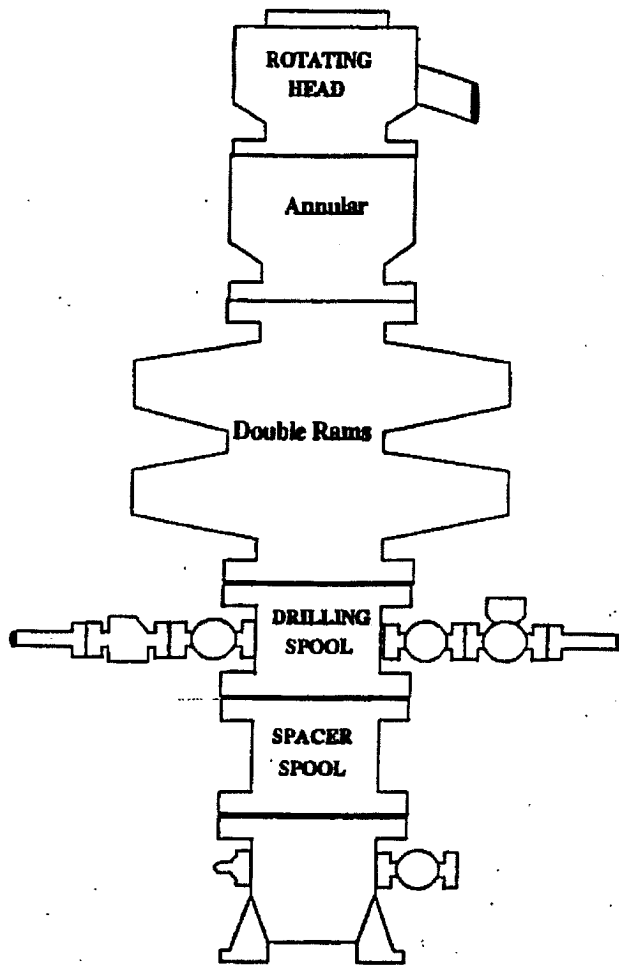 ROTATING
HEAD
Annular
Double Rams
DRILLING
SPOOL
SPACER
SPOOL